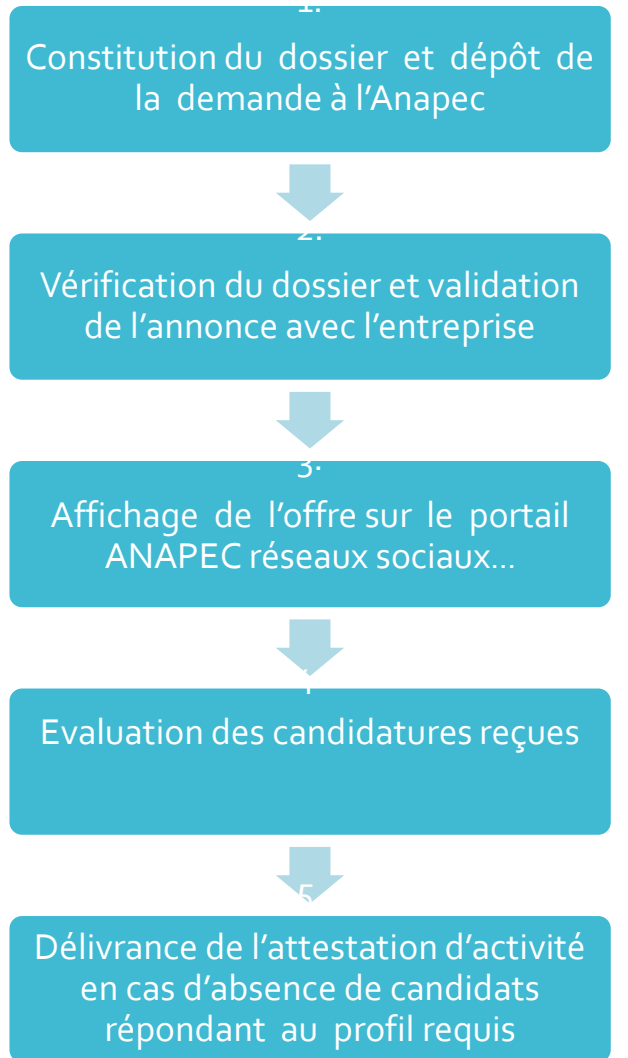 1.
Constitution du dossier et dépôt de
la demande à l'Anapec
2.
Vérification du dossier et validation
de l'annonce avec l'entreprise
3.
Affichage de l'offre sur le portail
ANAPEC réseaux sociaux...
Evaluation des candidatures reçues
5
Délivrance de l'attestation d'activité
en cas d'absence de candidats
répondant au profil requis